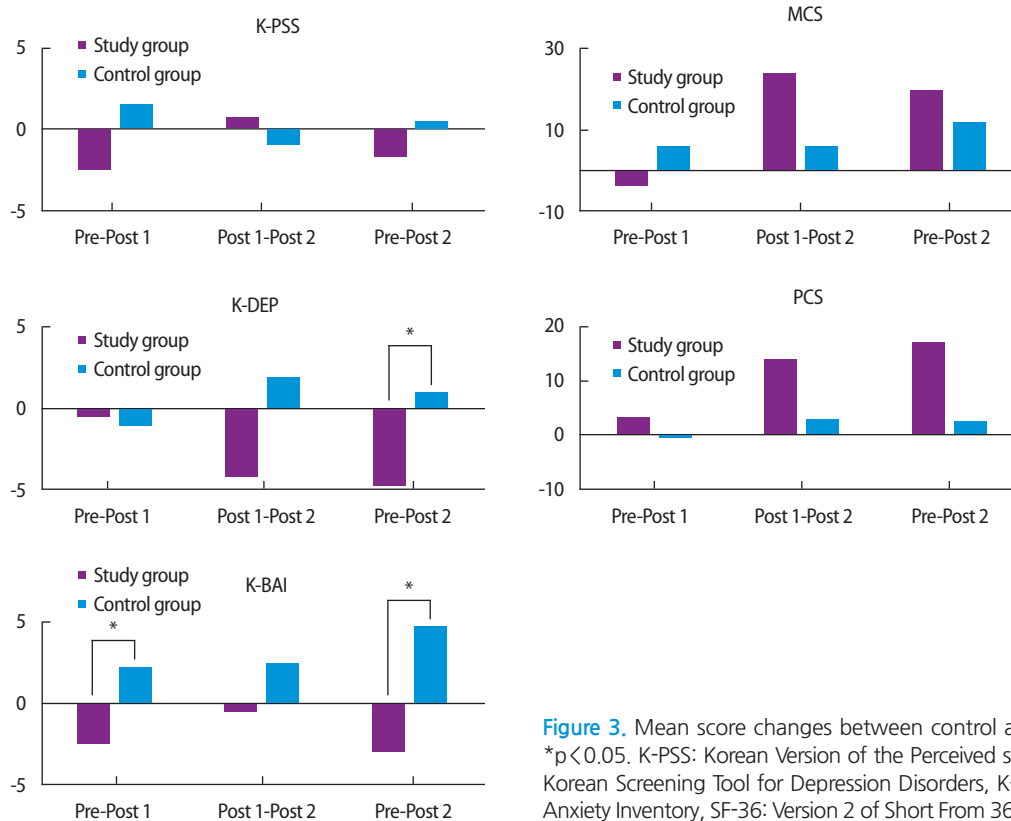 K-PSS
5
Study group
Control group
0
-5
Pre-Post 1 Post 1-Post 2 Pre-Post 2
MCS
30
Study group
Control group
10
-10
Pre-Post 1 Post 1-Post 2 Pre-Post 2
K-DEP
5
Study group
Control group
*
0
-5
Pre-Post 1 Post 1-Post 2 Pre-Post 2
PCS
20
Study group
Control group
10
0
-10
Pre-Post 1 Post 1-Post 2 Pre-Post 2
K-BAI
Study group
Control group
5
*
*
0
-5
Pre-Post 1 Post 1-Post 2 Pre-Post 2
Figure 3. Mean score changes between control a
*p<0.05. K-PSS: Korean Version of the Perceived s
Korean Screening Tool for Depression Disorders, K-
Anxiety Inventory, SF-36: Version 2 of Short From 36